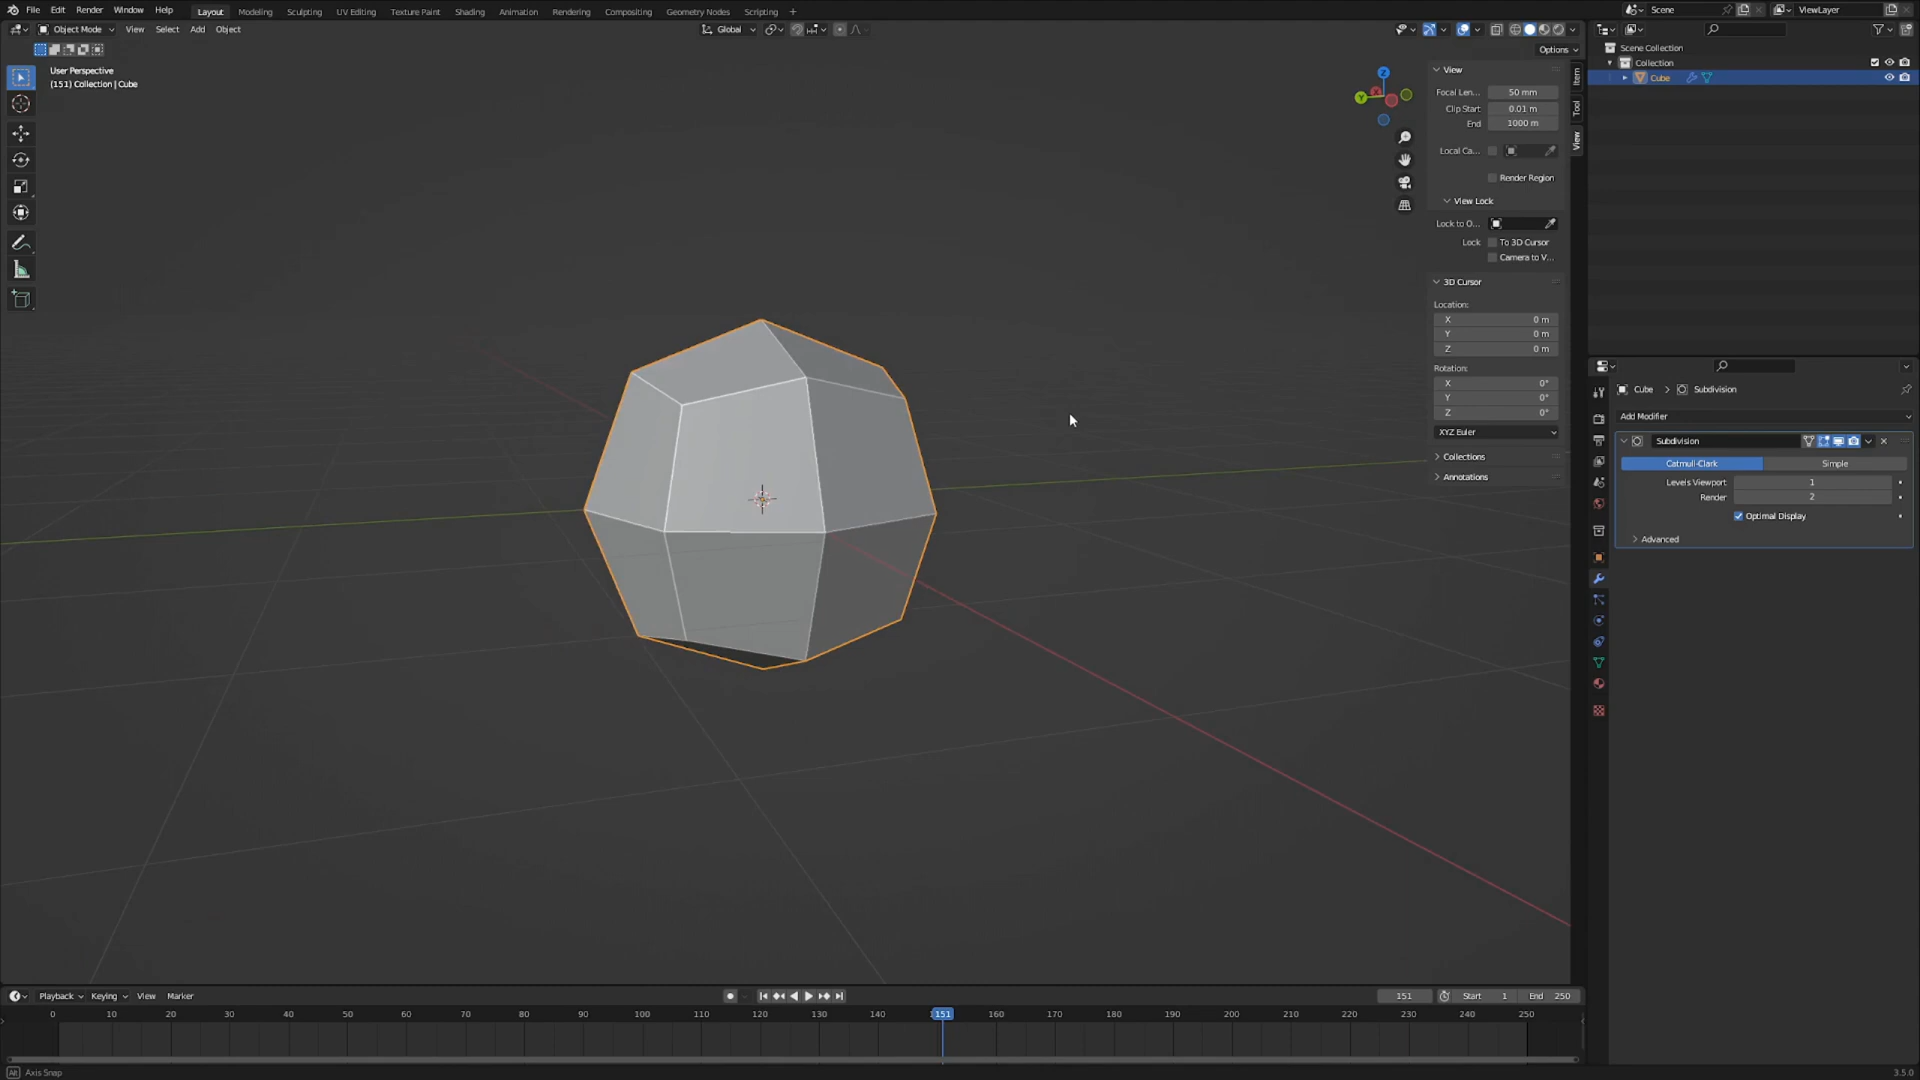 File Edit Render Window Help Layout Modeling Sculpting UV Editing Texture Paint Shading Animation Rendering Compositing Geometry Nodes Scripting + Scene ViewLayer
Object Mode View Select Add Object Global
Options
User Perspective
(151) Collection | Cube
View
Focal Len... 50 mm
Clip Start 0.01 m
End 1000 m
Local Ca...
Render Region
View Lock
Lock to O...
Lock To 3D Cursor
Camera to V...
3D Cursor
Location:
X 0 m
Y 0 m
Z 0 m
Rotation:
X 0°
Y 0°
Z 0°
XYZ Euler
Collections
Annotations
Item
Tool
View
Z
Y
X
Scene Collection
Collection
Cube
Cube > Subdivision
Add Modifier
Subdivision
Catmull-Clark Simple
Levels Viewport 1
Render 2
Optimal Display
Advanced
Playback Keying View Marker 151 Start 1 End 250
0 10 20 30 40 50 60 70 80 90 100 110 120 130 140 151 160 170 180 190 200 210 220 230 240 250
Alt Axis Snap 3.5.0